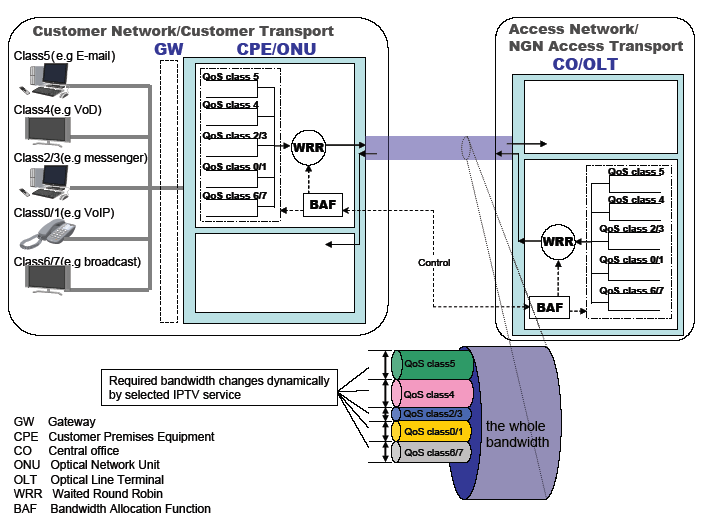 Customer Network/Customer Transport
GW
CPE/ONU
Class5(e.g E-mail)
Class4(e.g VoD)
Class2/3(e.g messenger)
Class0/1(e.g VoIP)
Class6/7(e.g broadcast)
QoS class 5
QoS class 4
QoS class 2/3
QoS class 0/1
QoS class 6/7
WRR
BAF
Control
Access Network/
NGN Access Transport
CO/OLT
QoS class 5
QoS class 4
QoS class 2/3
QoS class 0/1
QoS class 6/7
WRR
BAF
Required bandwidth changes dynamically
by selected IPTV service
QoS class5
QoS class4
QoS class2/3
QoS class0/1
QoS class6/7
the whole
bandwidth
GW Gateway
CPE Customer Premises Equipment
CO Central office
ONU Optical Network Unit
OLT Optical Line Terminal
WRR Waited Round Robin
BAF Bandwidth Allocation Function